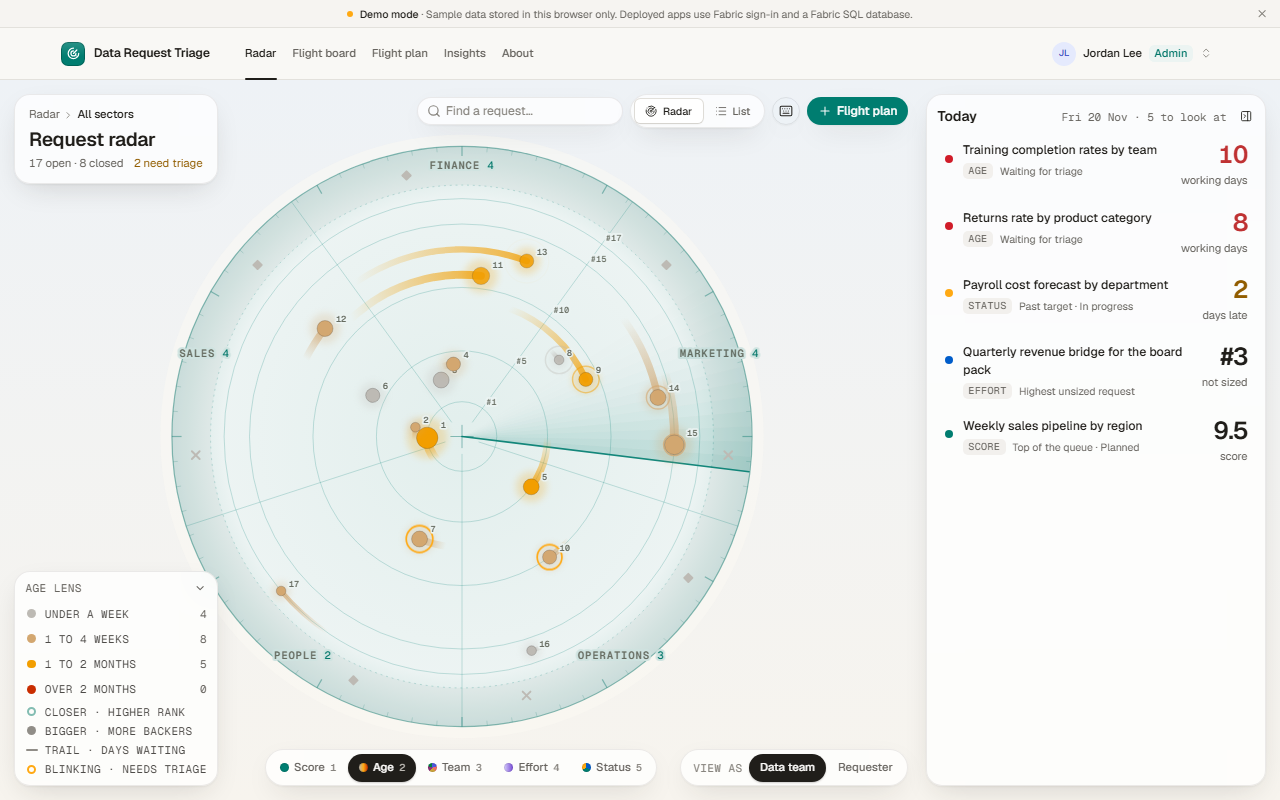 Demo mode · Sample data stored in this browser only. Deployed apps use Fabric sign-in and a Fabric SQL database.
Data Request Triage
Radar
Flight board
Flight plan
Insights
About
JL
Jordan Lee
Admin
Radar > All sectors
Request radar
17 open · 8 closed 2 need triage
Find a request...
Radar
List
Flight plan
FINANCE 4
#17
13
#15
11
#10
12
SALES 4
MARKETING 4
4
#5
8
9
6
14
#1
2
1
15
5
7
10
17
16
PEOPLE 2
OPERATIONS 3
AGE LENS
UNDER A WEEK 4
1 TO 4 WEEKS 8
1 TO 2 MONTHS 5
OVER 2 MONTHS 0
CLOSER · HIGHER RANK
BIGGER · MORE BACKERS
TRAIL · DAYS WAITING
BLINKING · NEEDS TRIAGE
Score 1
Age 2
Team 3
Effort 4
Status 5
VIEW AS
Data team
Requester
Today
Fri 20 Nov · 5 to look at
Training completion rates by team
AGE Waiting for triage
10
working days
Returns rate by product category
AGE Waiting for triage
8
working days
Payroll cost forecast by department
STATUS Past target · In progress
2
days late
Quarterly revenue bridge for the board
pack
EFFORT Highest unsized request
#3
not sized
Weekly sales pipeline by region
SCORE Top of the queue · Planned
9.5
score